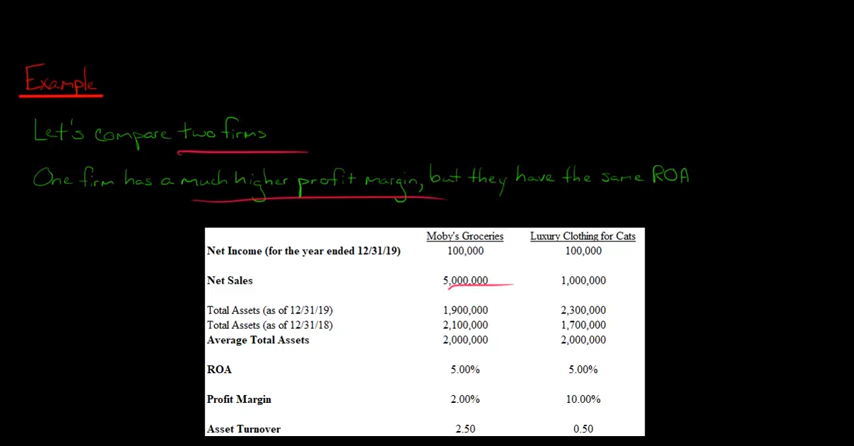 Example
Let's compare two firms
One firm has a much higher profit margin, but they have the same ROA
Moby's Groceries Luxury Clothing for Cats
Net Income (for the year ended 12/31/19) 100,000 100,000
Net Sales 5,000,000 1,000,000
Total Assets (as of 12/31/19) 1,900,000 2,300,000
Total Assets (as of 12/31/18) 2,100,000 1,700,000
Average Total Assets 2,000,000 2,000,000
ROA 5.00% 5.00%
Profit Margin 2.00% 10.00%
Asset Turnover 2.50 0.50